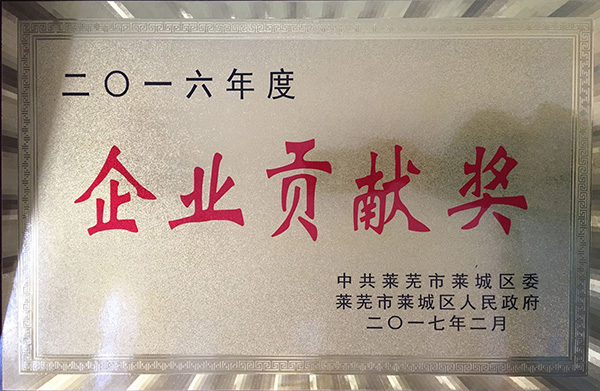 二〇一六年度
企业贡献奖
中共莱芜市莱城区委
莱芜市莱城区人民政府
二〇一七年二月